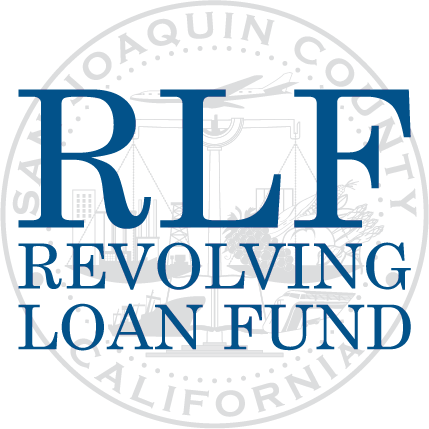 SAN JOAQUIN COUNTY
RLF
REVOLVING
LOAN FUND
CALIFORNIA